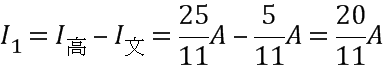 I₁ = I高 − I文 = 25/11 A − 5/11 A = 20/11 A